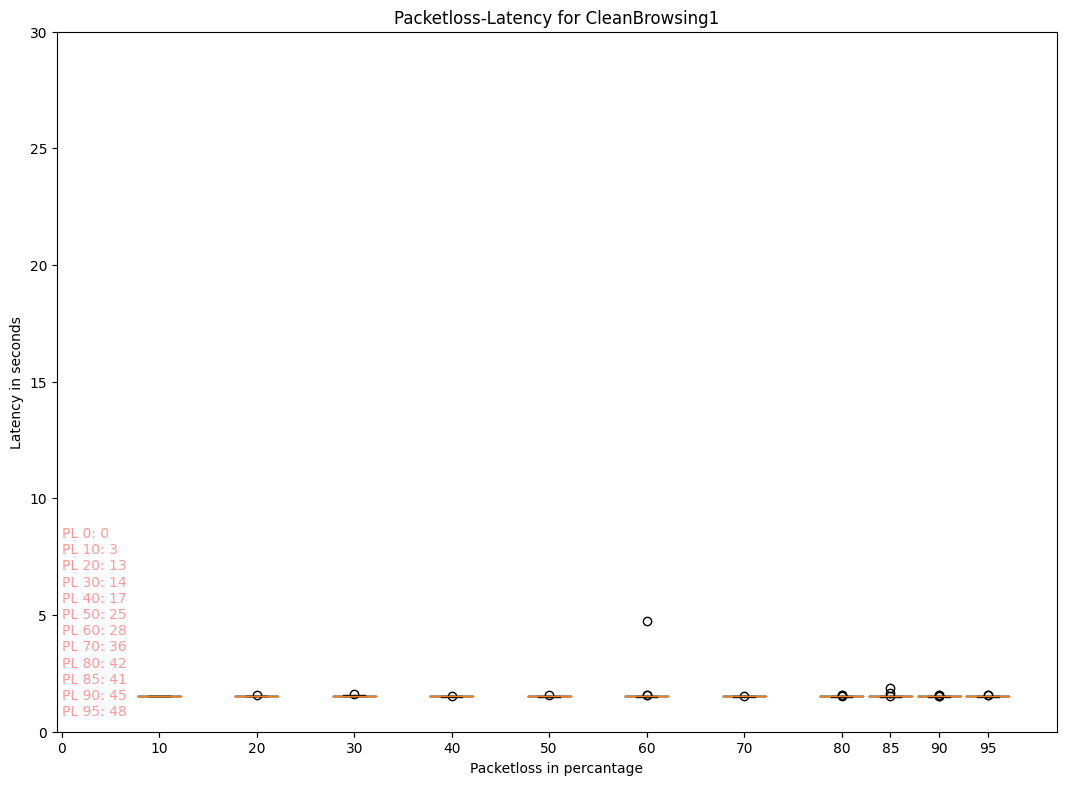 Packetloss-Latency for CleanBrowsing1
30
25
20
15
10
5
0
Latency in seconds
PL 0: 0
PL 10: 3
PL 20: 13
PL 30: 14
PL 40: 17
PL 50: 25
PL 60: 28
PL 70: 36
PL 80: 42
PL 85: 41
PL 90: 45
PL 95: 48
0 10 20 30 40 50 60 70 80 85 90 95
Packetloss in percantage